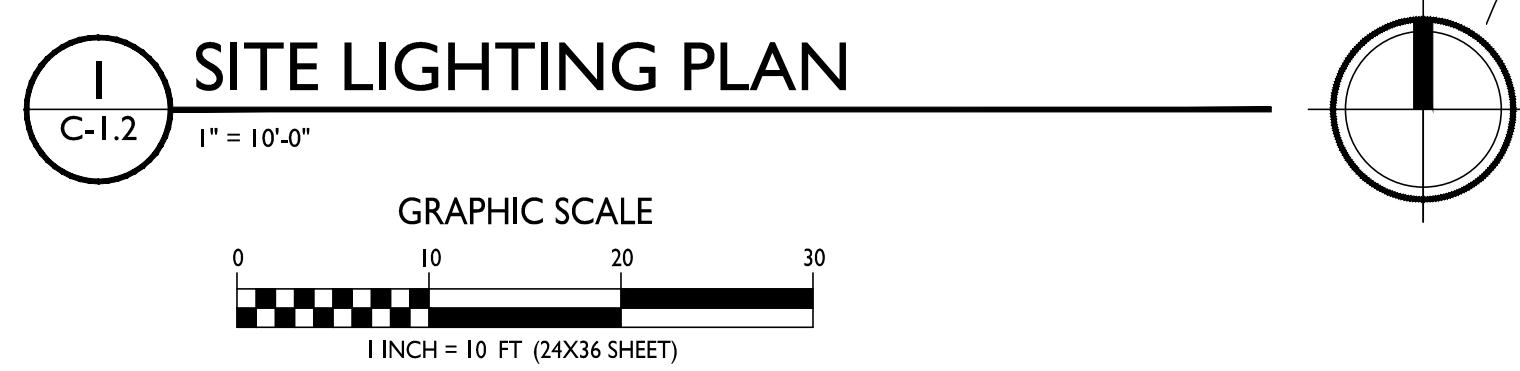 1
C-1.2
SITE LIGHTING PLAN
1" = 10'-0"
GRAPHIC SCALE
0 10 20 30
1 INCH = 10 FT (24X36 SHEET)